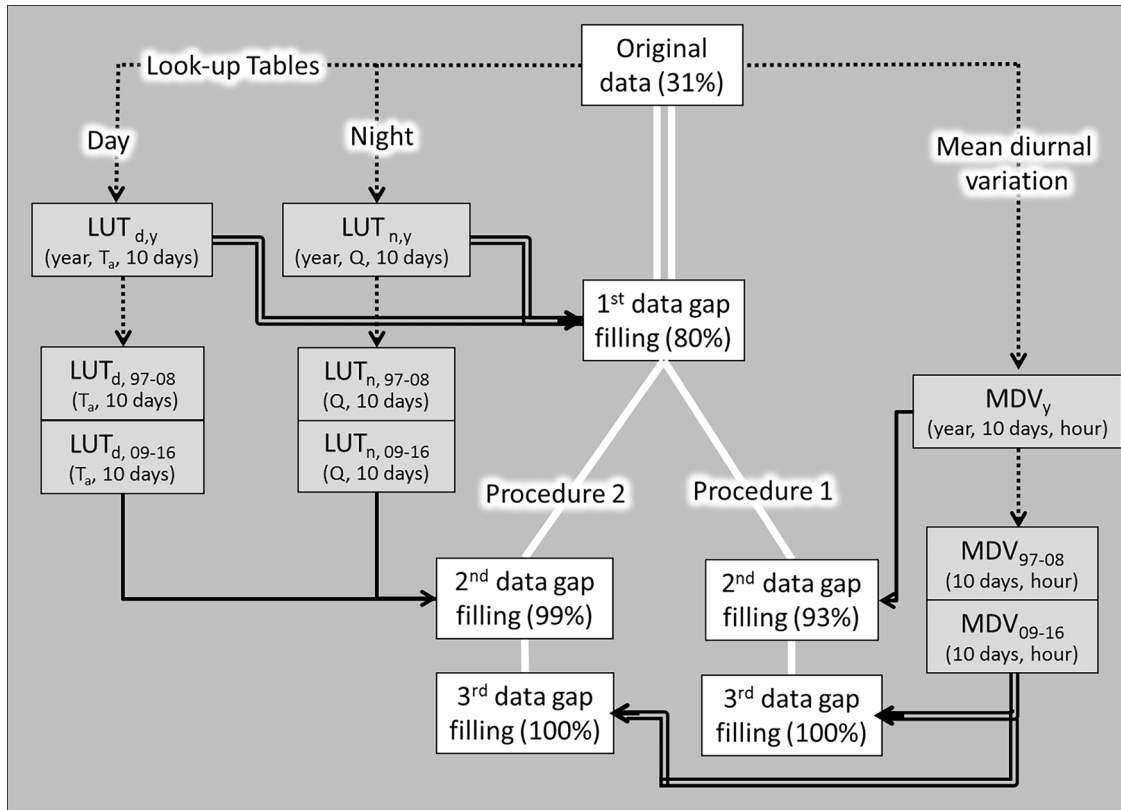 Original
data (31%)
Look-up Tables
Day
Night
Mean diurnal
variation
LUT d,y
(year, Ta, 10 days)
LUT n,y
(year, Q, 10 days)
1st data gap
filling (80%)
LUTd, 97-08
(Ta, 10 days)
LUTd, 09-16
(Ta, 10 days)
LUTn, 97-08
(Q, 10 days)
LUTn, 09-16
(Q, 10 days)
MDVy
(year, 10 days, hour)
Procedure 2
Procedure 1
2nd data gap
filling (99%)
2nd data gap
filling (93%)
MDV97-08
(10 days, hour)
MDV09-16
(10 days, hour)
3rd data gap
filling (100%)
3rd data gap
filling (100%)